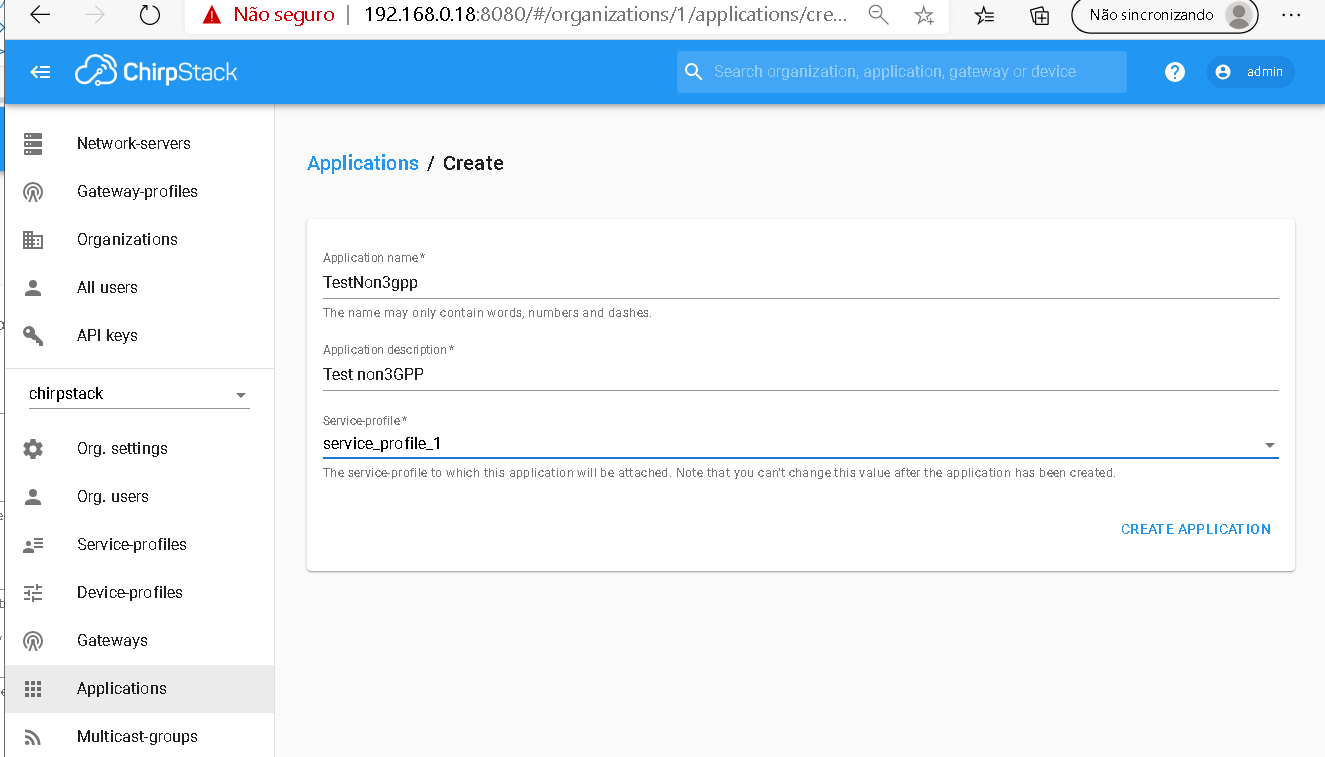 Não seguro | 192.168.0.18:8080/#/organizations/1/applications/cre...
Não sincronizando
ChirpStack
Search organization, application, gateway or device
? admin
Network-servers
Gateway-profiles
Organizations
All users
API keys
chirpstack
Org. settings
Org. users
Service-profiles
Device-profiles
Gateways
Applications
Multicast-groups
Applications / Create
Application name *
TestNon3gpp
The name may only contain words, numbers and dashes.
Application description *
Test non3GPP
Service-profile *
service_profile_1
The service-profile to which this application will be attached. Note that you can't change this value after the application has been created.
CREATE APPLICATION